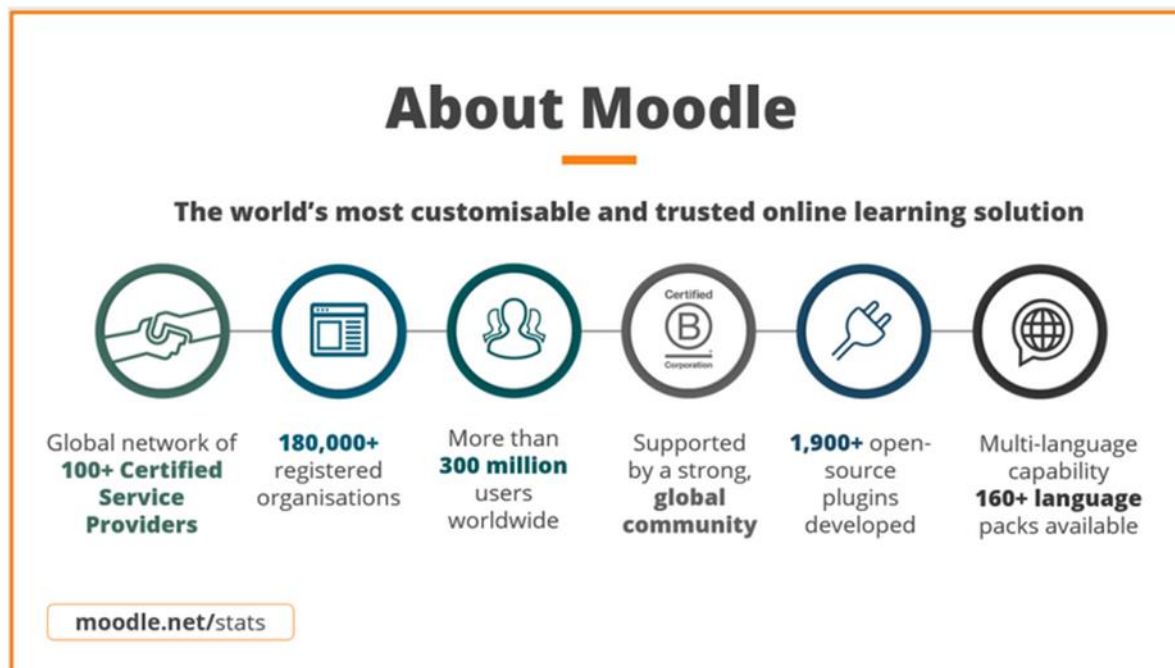 About Moodle
The world's most customisable and trusted online learning solution
Certified
B
Corporation
Global network of
100+ Certified
Service
Providers
180,000+
registered
organisations
More than
300 million
users
worldwide
Supported
by a strong,
global
community
1,900+ open-
source
plugins
developed
Multi-language
capability
160+ language
packs available
moodle.net/stats